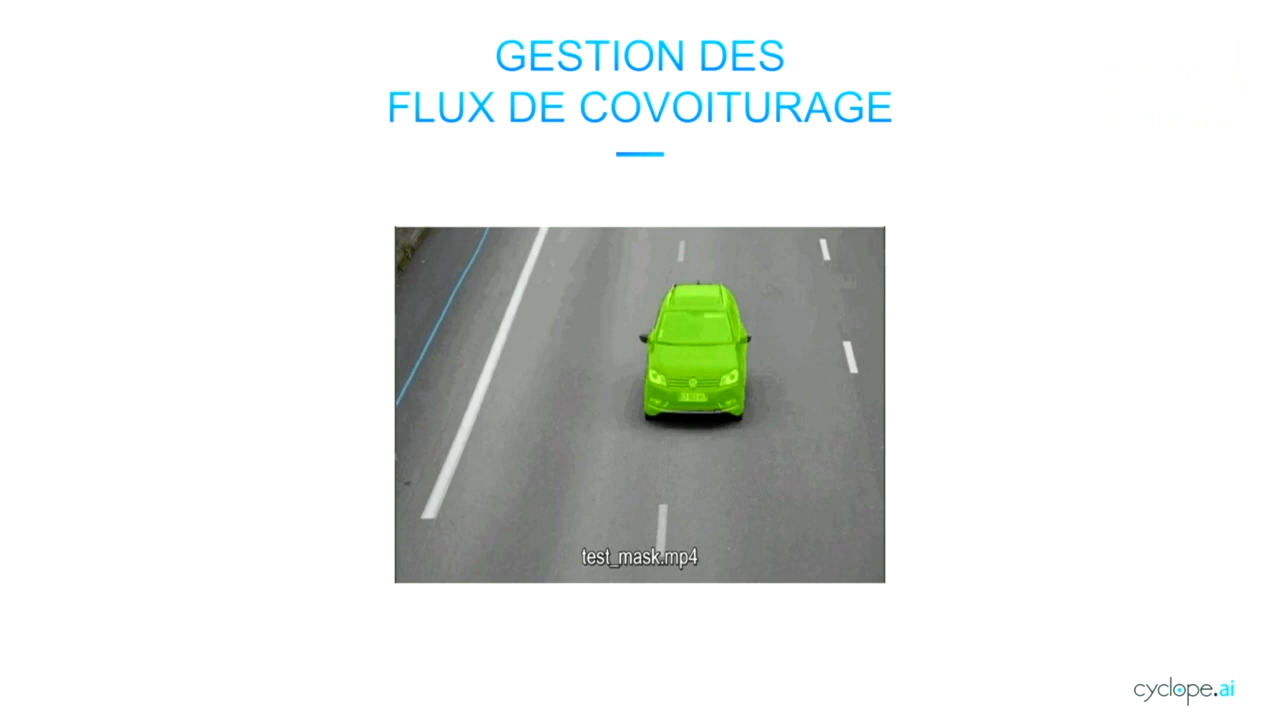 GESTION DES
FLUX DE COVOITURAGE
test_mask.mp4
cyclope.ai